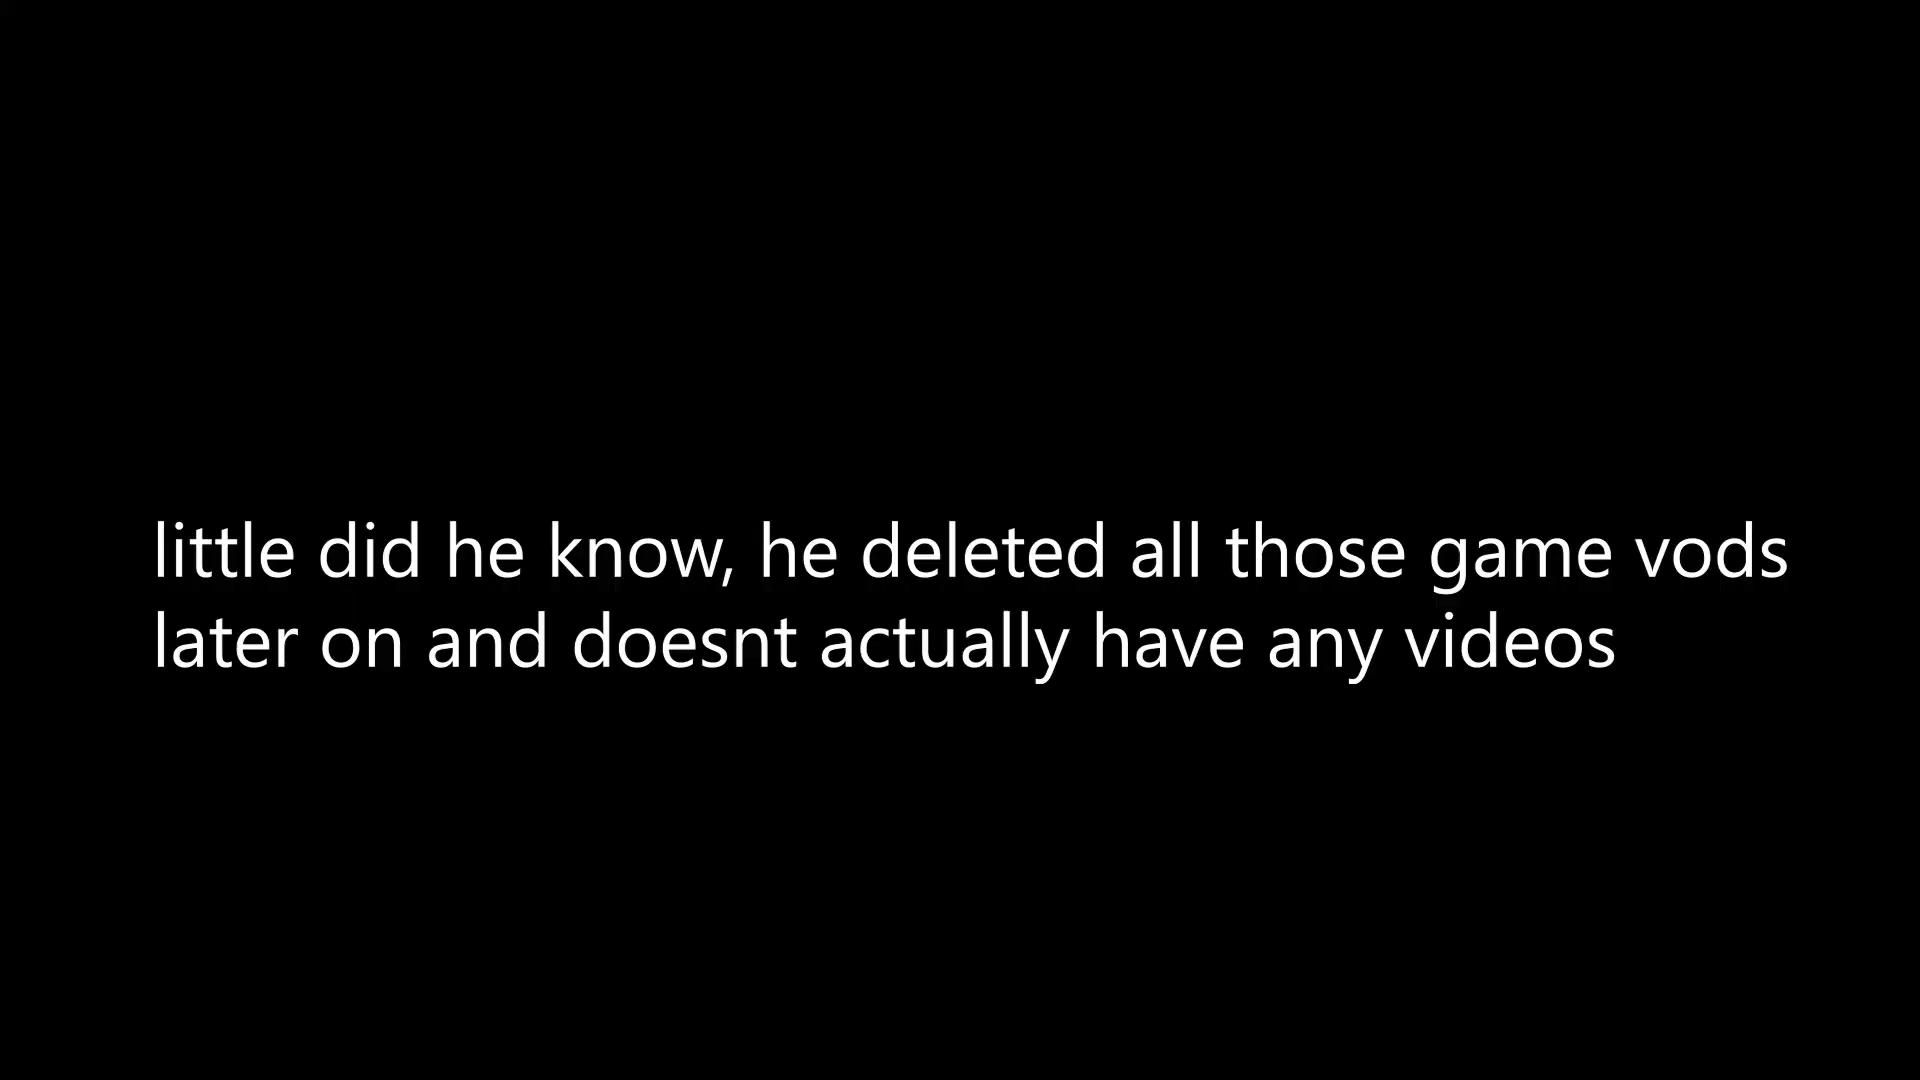 little did he know, he deleted all those game vods
later on and doesnt actually have any videos